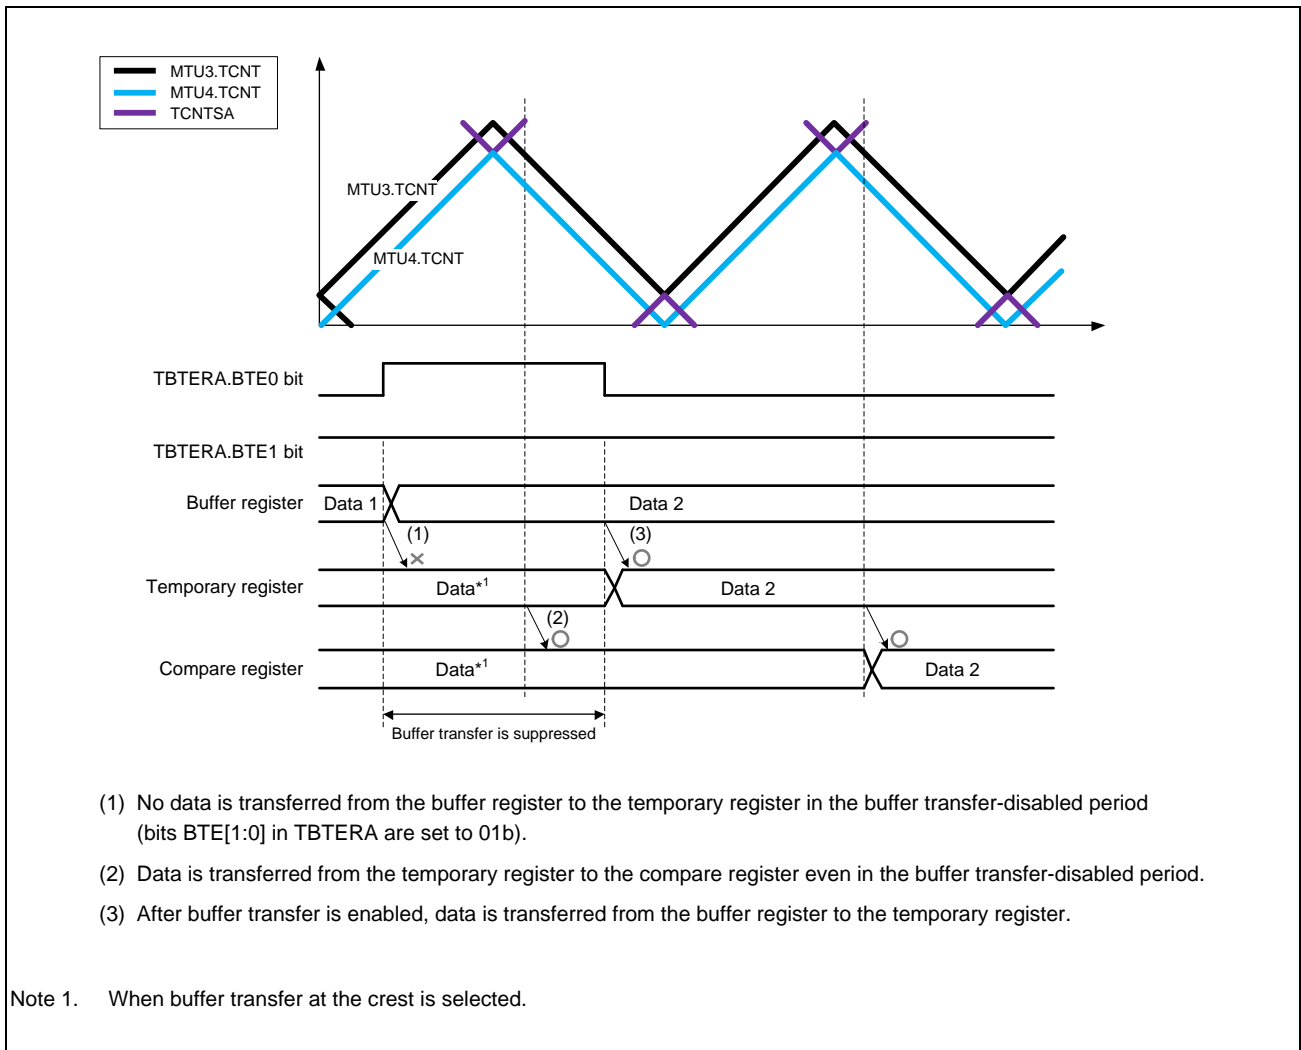 MTU3.TCNT
MTU4.TCNT
TCNTSA
MTU3.TCNT
MTU4.TCNT
TBTERA.BTE0 bit
TBTERA.BTE1 bit
Buffer register
Data 1
Data 2
(1)
(3)
Temporary register
Data*1
Data 2
(2)
Compare register
Data*1
Data 2
Buffer transfer is suppressed
(1) No data is transferred from the buffer register to the temporary register in the buffer transfer-disabled period
(bits BTE[1:0] in TBTERA are set to 01b).
(2) Data is transferred from the temporary register to the compare register even in the buffer transfer-disabled period.
(3) After buffer transfer is enabled, data is transferred from the buffer register to the temporary register.
Note 1. When buffer transfer at the crest is selected.